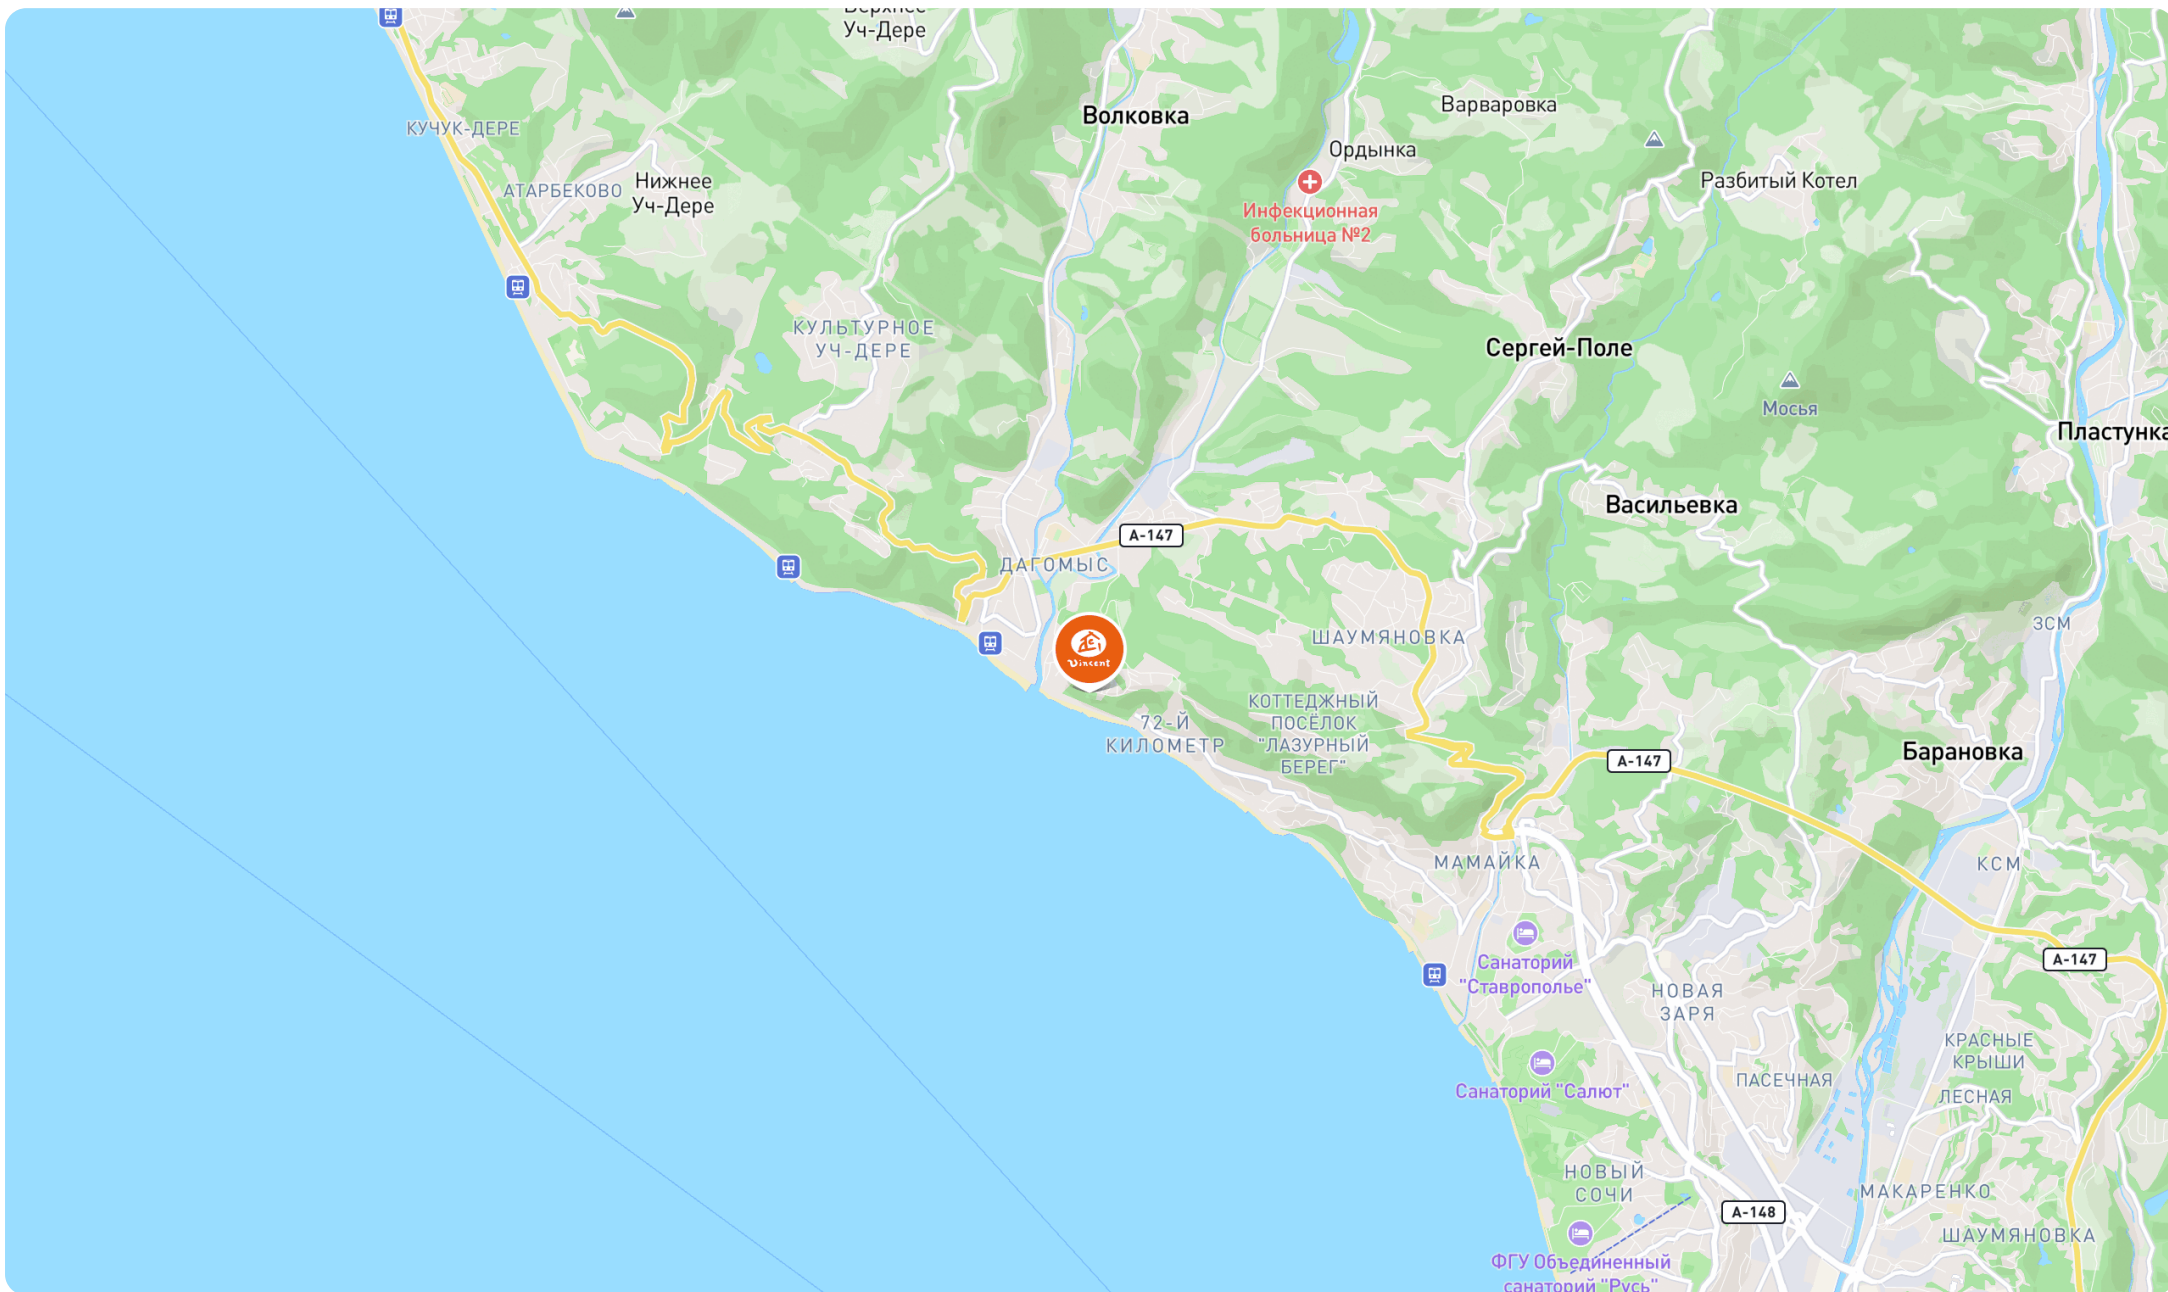 Верхнее
Уч-Дере
Волковка
Варваровка
КУЧУК-ДЕРЕ
Ордынка
АТАРБЕКОВО
Нижнее
Уч-Дере
Разбитый Котел
Инфекционная
больница №2
КУЛЬТУРНОЕ
УЧ-ДЕРЕ
Сергей-Поле
Мосья
Пластунка
Васильевка
А-147
ДАГОМЫС
ЗСМ
ШАУМЯНОВКА
Vincent
КОТТЕДЖНЫЙ
ПОСЁЛОК
"ЛАЗУРНЫЙ
БЕРЕГ"
72-Й
КИЛОМЕТР
Барановка
А-147
МАМАЙКА
КСМ
Санаторий
"Ставрополье"
А-147
НОВАЯ
ЗАРЯ
КРАСНЫЕ
КРЫШИ
ПАСЕЧНАЯ
Санаторий "Салют"
ЛЕСНАЯ
НОВЫЙ
СОЧИ
МАКАРЕНКО
А-148
ШАУМЯНОВКА
ФГУ Объединенный
санаторий "Русь"